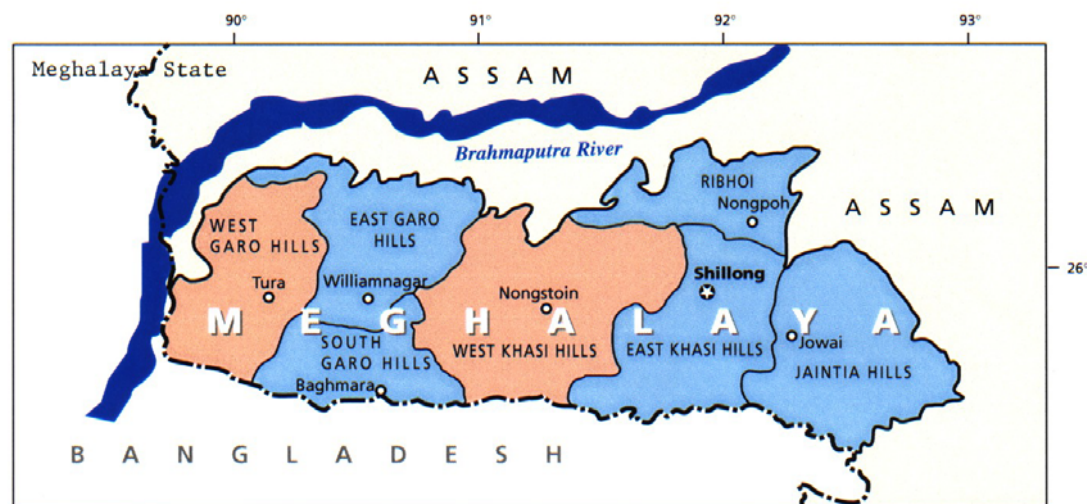 90° 91° 92° 93°
Meghalaya State
ASSAM
Brahmaputra River
RIBHOI
Nongpoh
ASSAM
WEST
GARO HILLS
EAST GARO
HILLS
26°
Tura
Williamnagar
Nongstoin
Shillong
MEGHALAYA
SOUTH
GARO HILLS
WEST KHASI HILLS
EAST KHASI HILLS
Jowai
JAINTIA HILLS
Baghmara
BANGLADESH